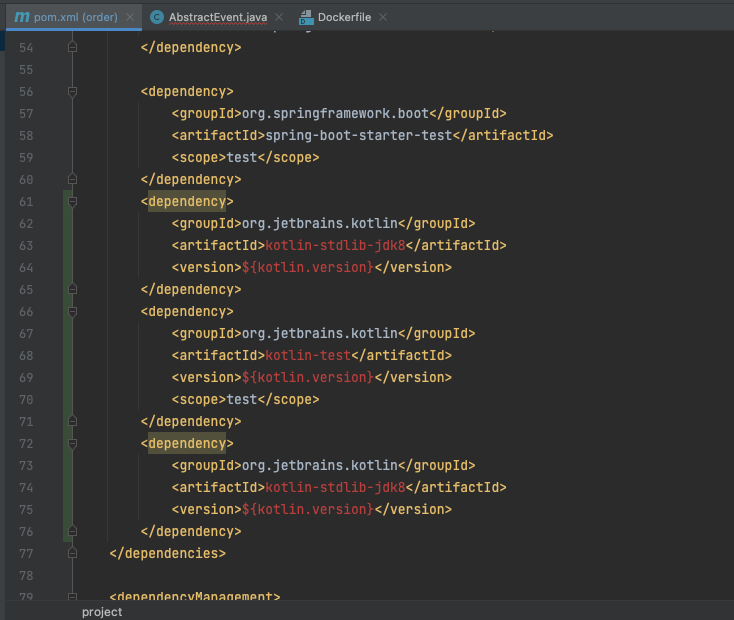 pom.xml (order)
AbstractEvent.java
Dockerfile
54 </dependency>
55
56 <dependency>
57 <groupId>org.springframework.boot</groupId>
58 <artifactId>spring-boot-starter-test</artifactId>
59 <scope>test</scope>
60 </dependency>
61 <dependency>
62 <groupId>org.jetbrains.kotlin</groupId>
63 <artifactId>kotlin-stdlib-jdk8</artifactId>
64 <version>${kotlin.version}</version>
65 </dependency>
66 <dependency>
67 <groupId>org.jetbrains.kotlin</groupId>
68 <artifactId>kotlin-test</artifactId>
69 <version>${kotlin.version}</version>
70 <scope>test</scope>
71 </dependency>
72 <dependency>
73 <groupId>org.jetbrains.kotlin</groupId>
74 <artifactId>kotlin-stdlib-jdk8</artifactId>
75 <version>${kotlin.version}</version>
76 </dependency>
77 </dependencies>
78
79 <dependencyManagement>
project